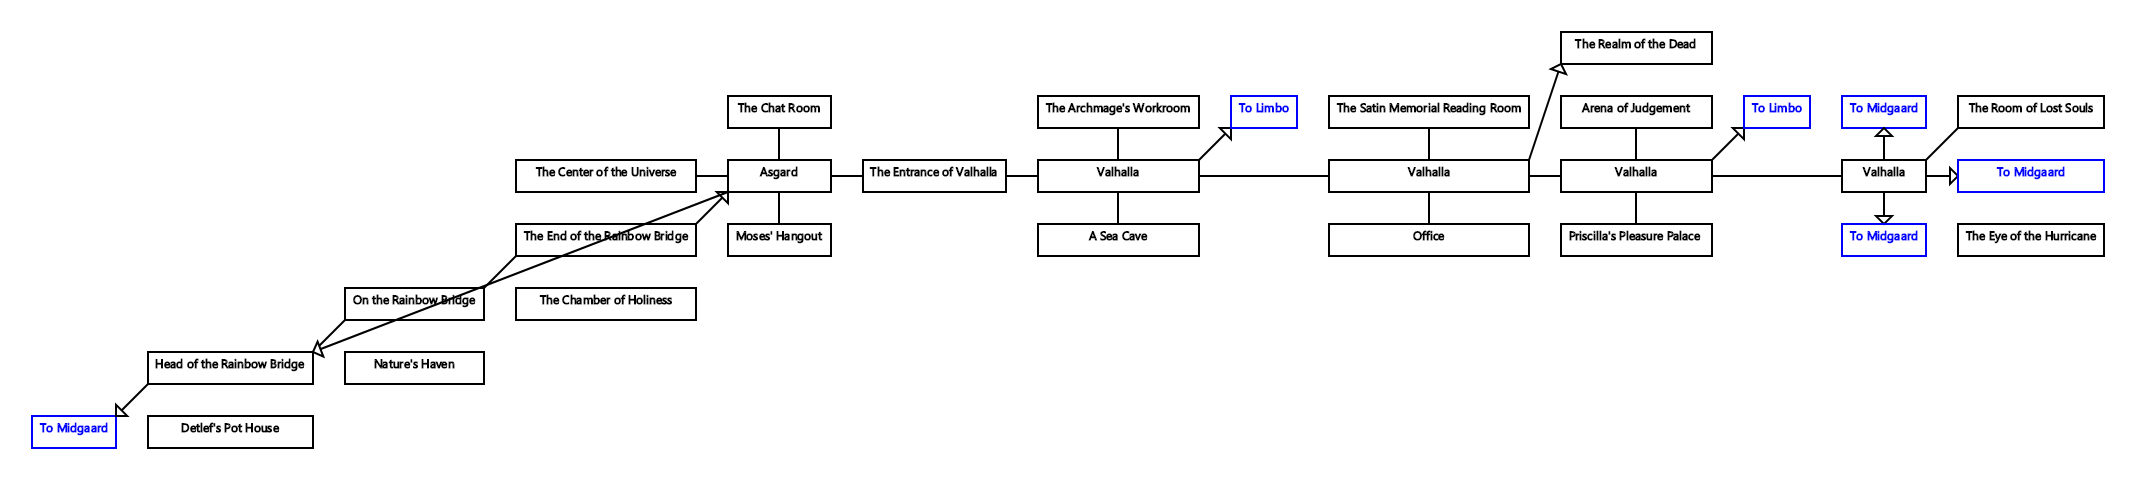 The Realm of the Dead
The Chat Room
The Archmage's Workroom
To Limbo
The Satin Memorial Reading Room
Arena of Judgement
To Limbo
To Midgaard
The Room of Lost Souls
The Center of the Universe
Asgard
The Entrance of Valhalla
Valhalla
Valhalla
Valhalla
Valhalla
To Midgaard
The End of the Rainbow Bridge
Moses' Hangout
A Sea Cave
Office
Priscilla's Pleasure Palace
To Midgaard
The Eye of the Hurricane
On the Rainbow Bridge
The Chamber of Holiness
Head of the Rainbow Bridge
Nature's Haven
To Midgaard
Detlef's Pot House